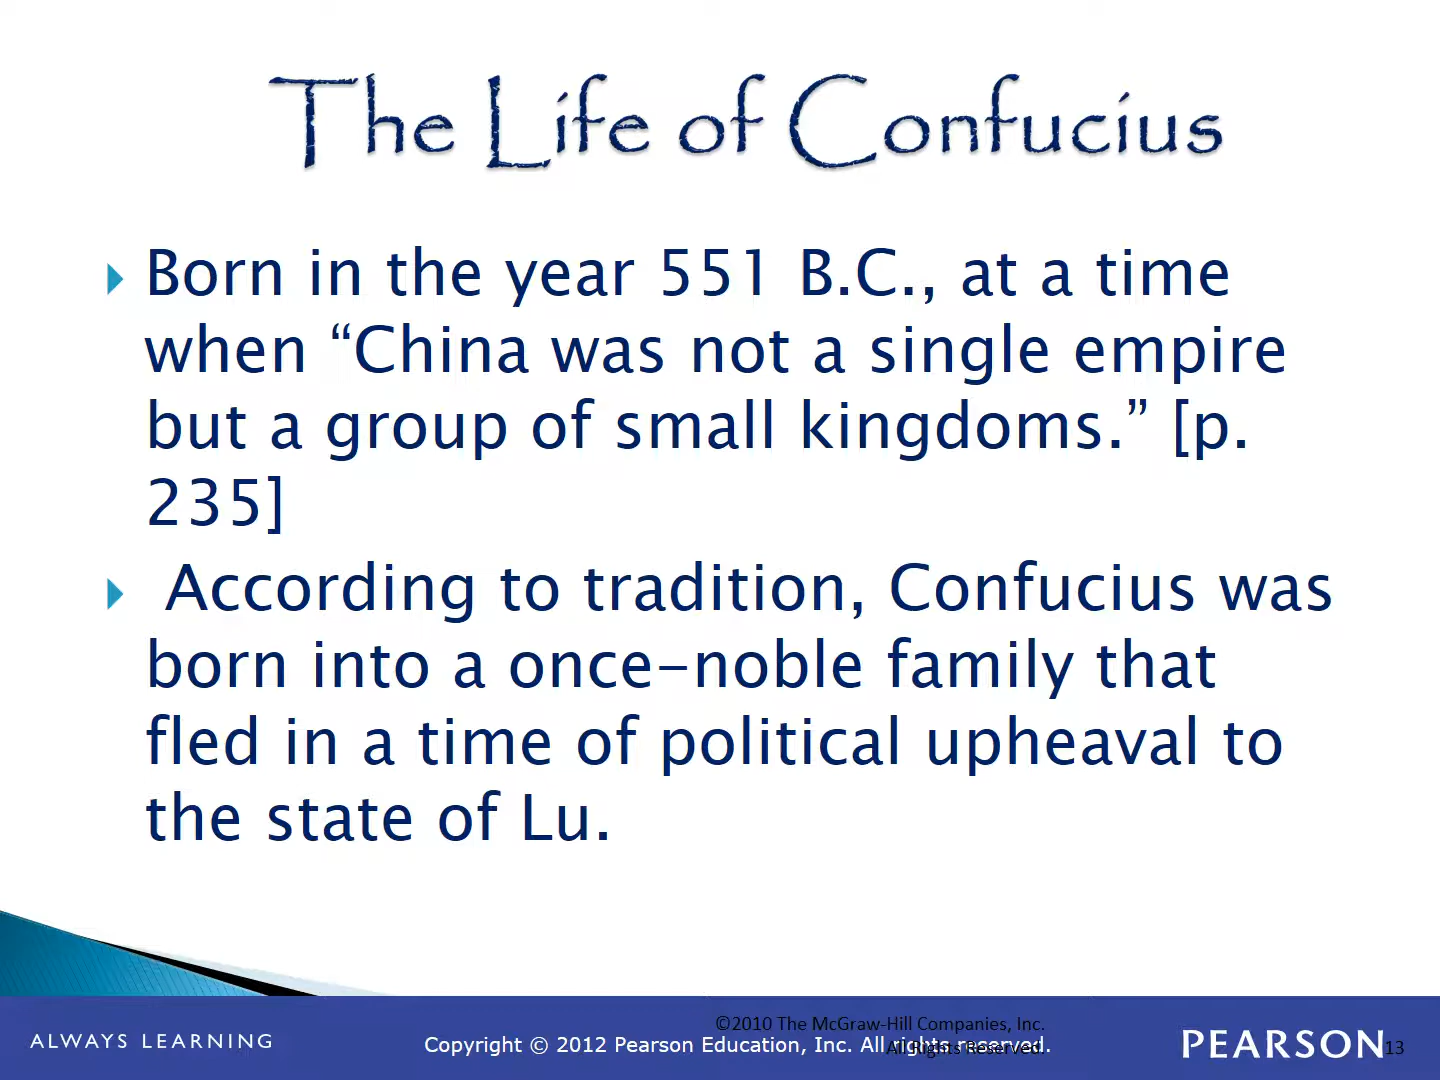 The Life of Confucius
Born in the year 551 B.C., at a time
when “China was not a single empire
but a group of small kingdoms.” [p.
235]
According to tradition, Confucius was
born into a once-noble family that
fled in a time of political upheaval to
the state of Lu.
©2010 The McGraw-Hill Companies, Inc.
All Rights Reserved.
ALWAYS LEARNING
Copyright © 2012 Pearson Education, Inc. All rights reserved.
PEARSON
13